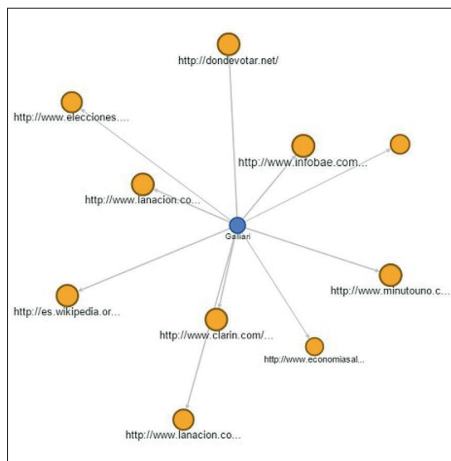 http://dondevotar.net/
http://www.elecciones....
http://www.infobae.com...
http://www.lanacion.co...
Galliari
http://www.minutouno.c...
http://es.wikipedia.or...
http://www.clarin.com/...
http://www.economiasal...
http://www.lanacion.co...